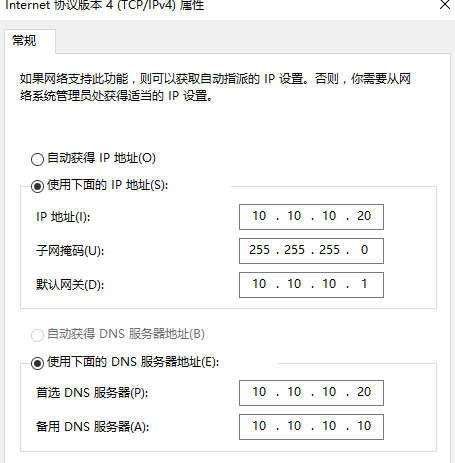 Internet 协议版本 4 (TCP/IPv4) 属性
常规
如果网络支持此功能，则可以获取自动指派的 IP 设置。否则，你需要从网
络系统管理员处获得适当的 IP 设置。
自动获得 IP 地址(O)
使用下面的 IP 地址(S):
IP 地址(I): 10 . 10 . 10 . 20
子网掩码(U): 255 . 255 . 255 . 0
默认网关(D): 10 . 10 . 10 . 1
自动获得 DNS 服务器地址(B)
使用下面的 DNS 服务器地址(E):
首选 DNS 服务器(P): 10 . 10 . 10 . 20
备用 DNS 服务器(A): 10 . 10 . 10 . 10